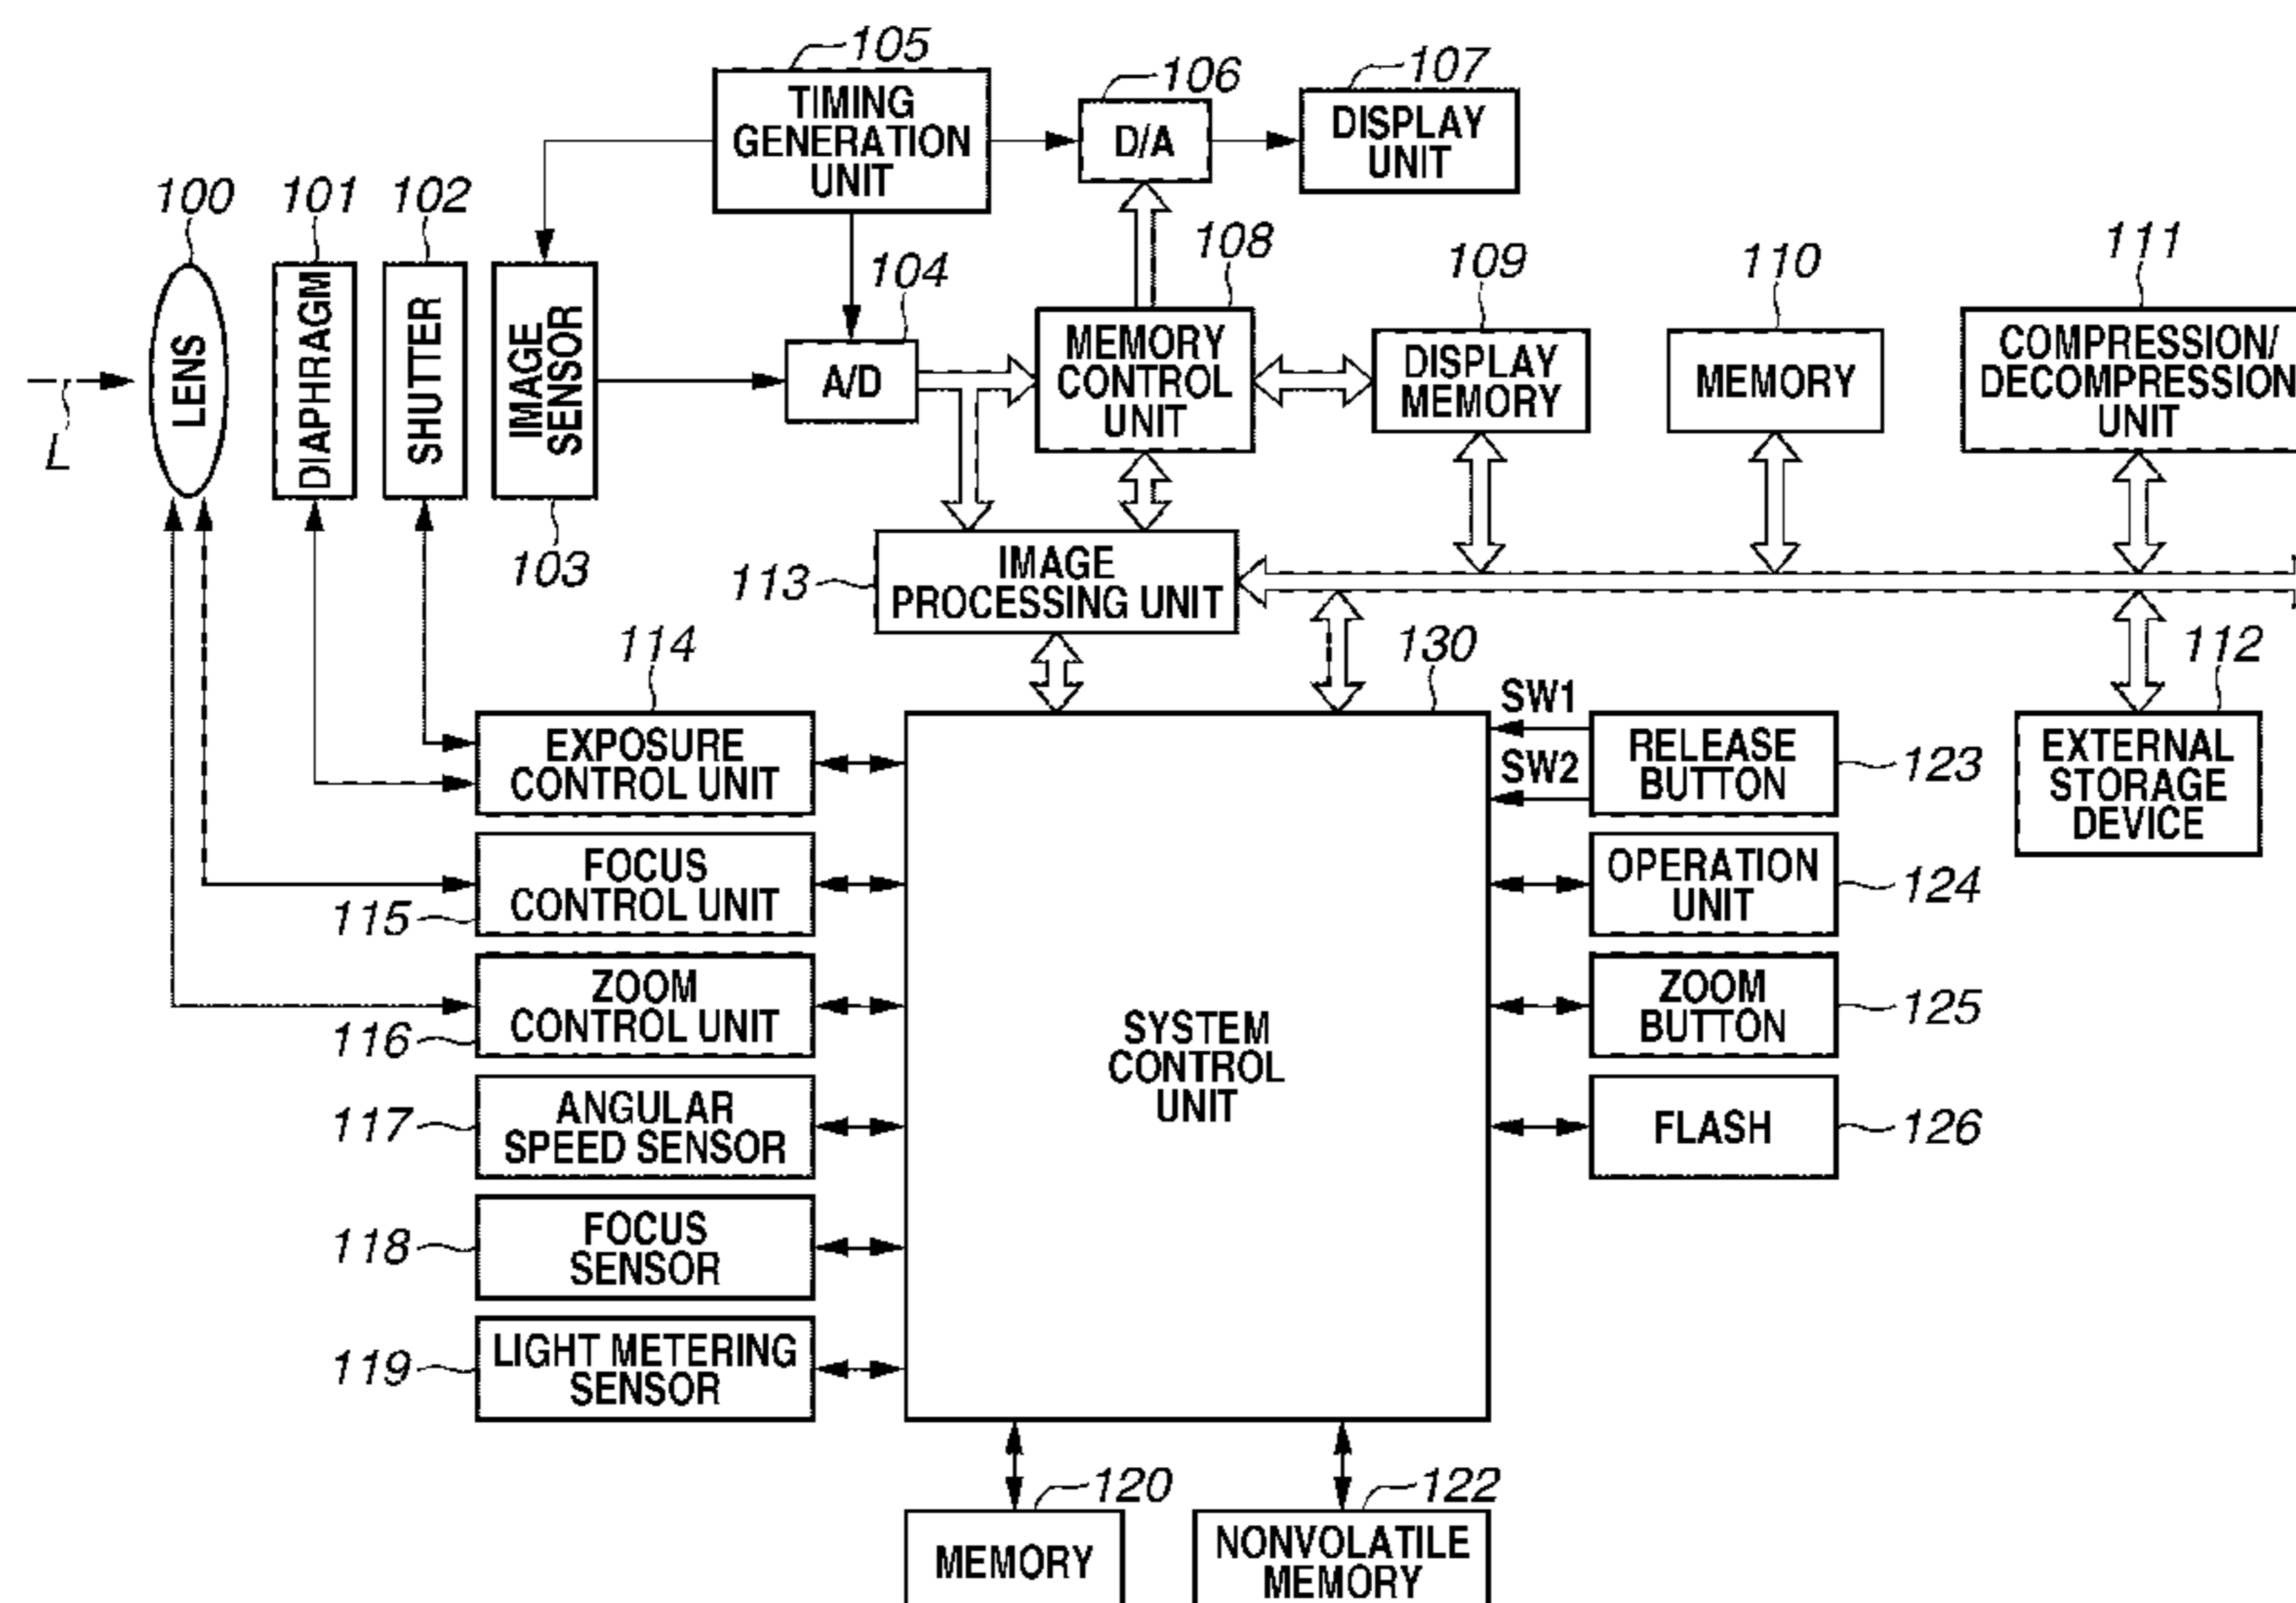 105
TIMING
GENERATION
UNIT
106
D/A
107
DISPLAY
UNIT
100
LENS
101
DIAPHRAGM
102
SHUTTER
IMAGE
SENSOR
103
104
A/D
108
MEMORY
CONTROL
UNIT
109
DISPLAY
MEMORY
110
MEMORY
111
COMPRESSION/
DECOMPRESSION
UNIT
L
113
IMAGE
PROCESSING UNIT
114
EXPOSURE
CONTROL UNIT
130
SW1
SW2
RELEASE
BUTTON
123
112
EXTERNAL
STORAGE
DEVICE
115
FOCUS
CONTROL UNIT
OPERATION
UNIT
124
116
ZOOM
CONTROL UNIT
SYSTEM
CONTROL
UNIT
ZOOM
BUTTON
125
117
ANGULAR
SPEED SENSOR
FLASH
126
118
FOCUS
SENSOR
119
LIGHT METERING
SENSOR
120
MEMORY
122
NONVOLATILE
MEMORY